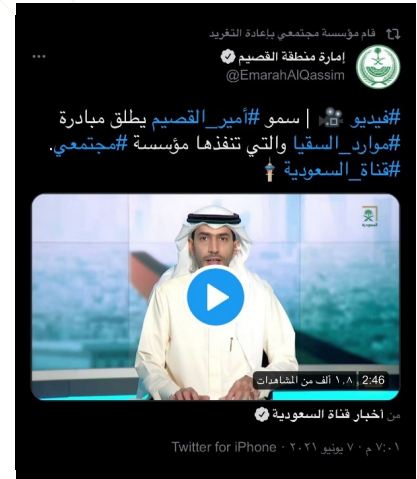 قام مؤسسة مجتمعي بإعادة التغريد
إمارة منطقة القصيم
@EmarahAlQassim
#فيديو | سمو #أمير_القصيم يطلق مبادرة
#موارد_السقيا والتي تنفذها مؤسسة #مجتمعي.
#قناة_السعودية
السعودية
2:46 ١.٨ ألف من المشاهدات
من أخبار قناة السعودية
٧:٠١ م · ٧ يونيو ٢٠٢١ · Twitter for iPhone